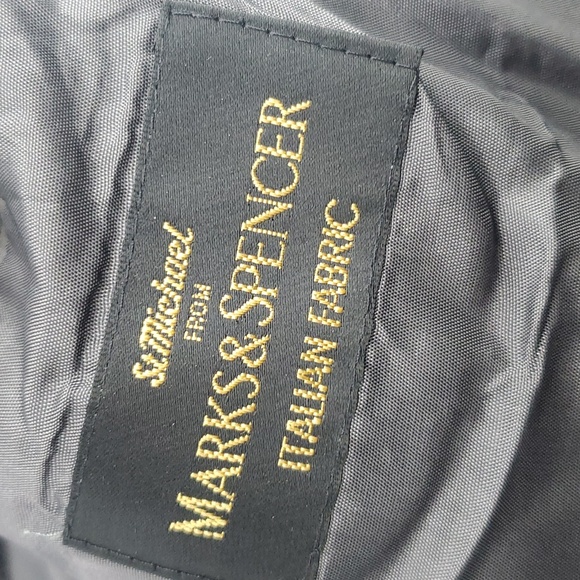 St Michael
FROM
MARKS&SPENCER
ITALIAN FABRIC